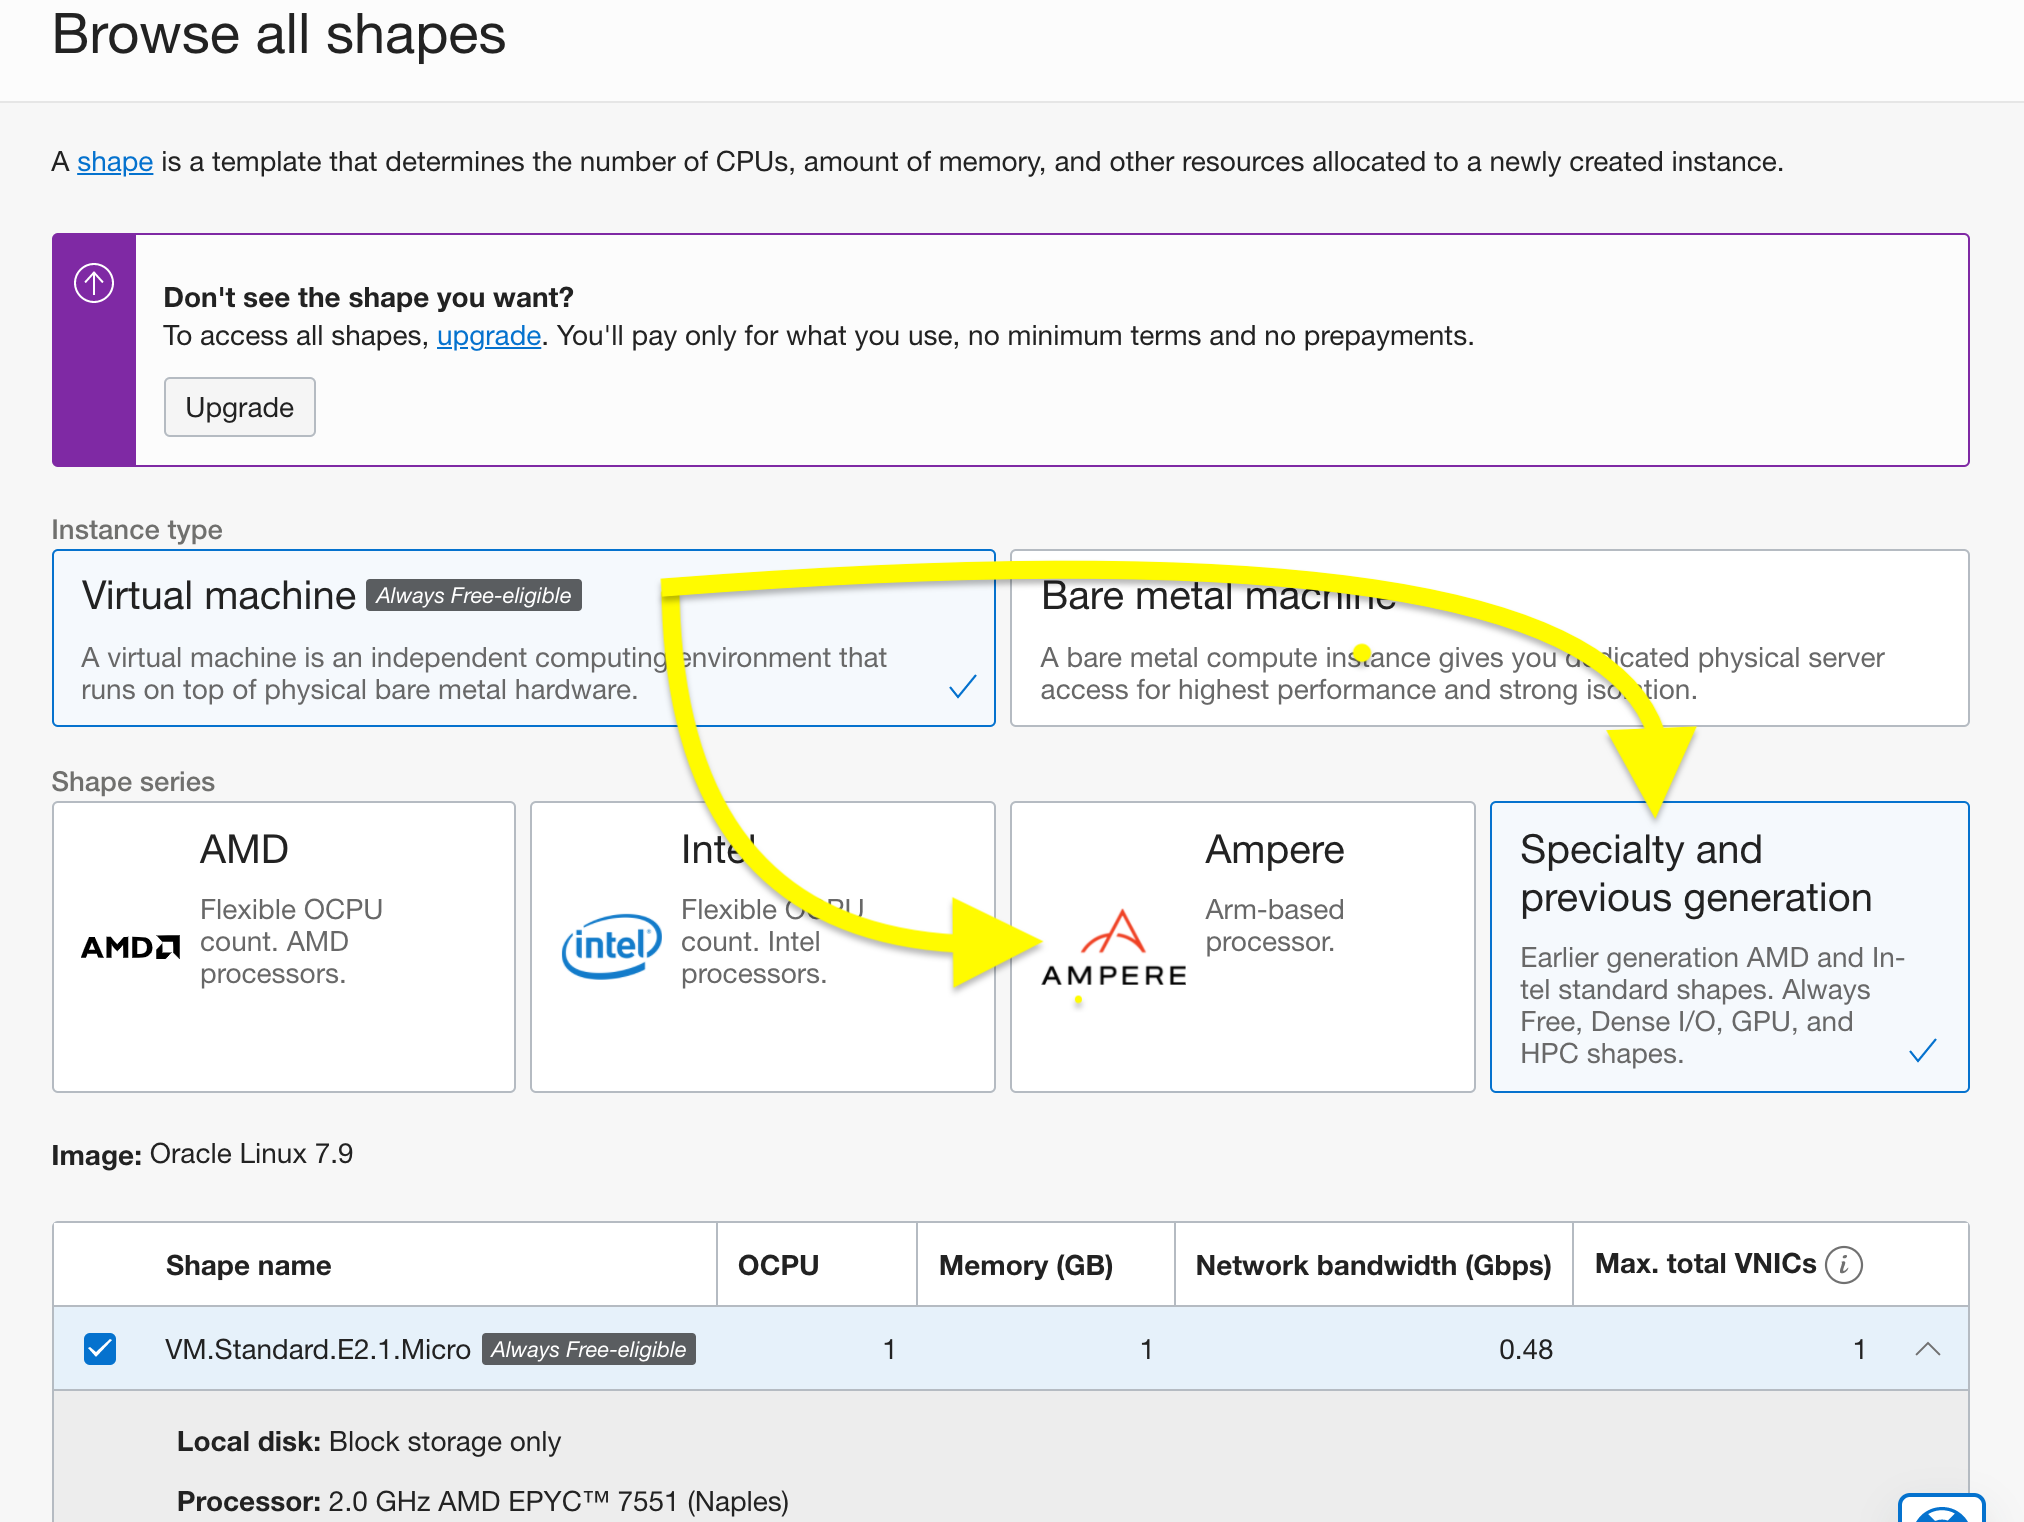 Browse all shapes
A shape is a template that determines the number of CPUs, amount of memory, and other resources allocated to a newly created instance.
Don't see the shape you want?
To access all shapes, upgrade. You'll pay only for what you use, no minimum terms and no prepayments.
Upgrade
Instance type
Virtual machine Always Free-eligible
A virtual machine is an independent computing environment that
runs on top of physical bare metal hardware.
Bare metal machine
A bare metal compute instance gives you dedicated physical server
access for highest performance and strong isolation.
Shape series
AMD
Flexible OCPU
count. AMD
processors.
AMD
Intel
Flexible OCPU
count. Intel
processors.
intel
Ampere
Arm-based
processor.
AMPERE
Specialty and
previous generation
Earlier generation AMD and In-
tel standard shapes. Always
Free, Dense I/O, GPU, and
HPC shapes.
Image: Oracle Linux 7.9
Shape name OCPU Memory (GB) Network bandwidth (Gbps) Max. total VNICs i
VM.Standard.E2.1.Micro Always Free-eligible 1 1 0.48 1
Local disk: Block storage only
Processor: 2.0 GHz AMD EPYC™ 7551 (Naples)